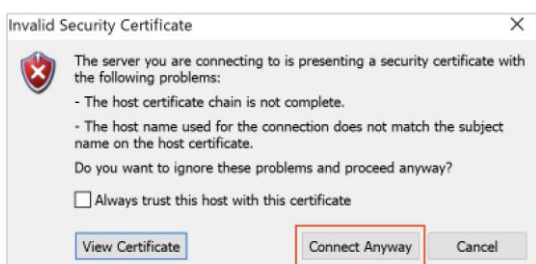 Invalid Security Certificate
The server you are connecting to is presenting a security certificate with
the following problems:
- The host certificate chain is not complete.
- The host name used for the connection does not match the subject
name on the host certificate.
Do you want to ignore these problems and proceed anyway?
Always trust this host with this certificate
View Certificate Connect Anyway Cancel